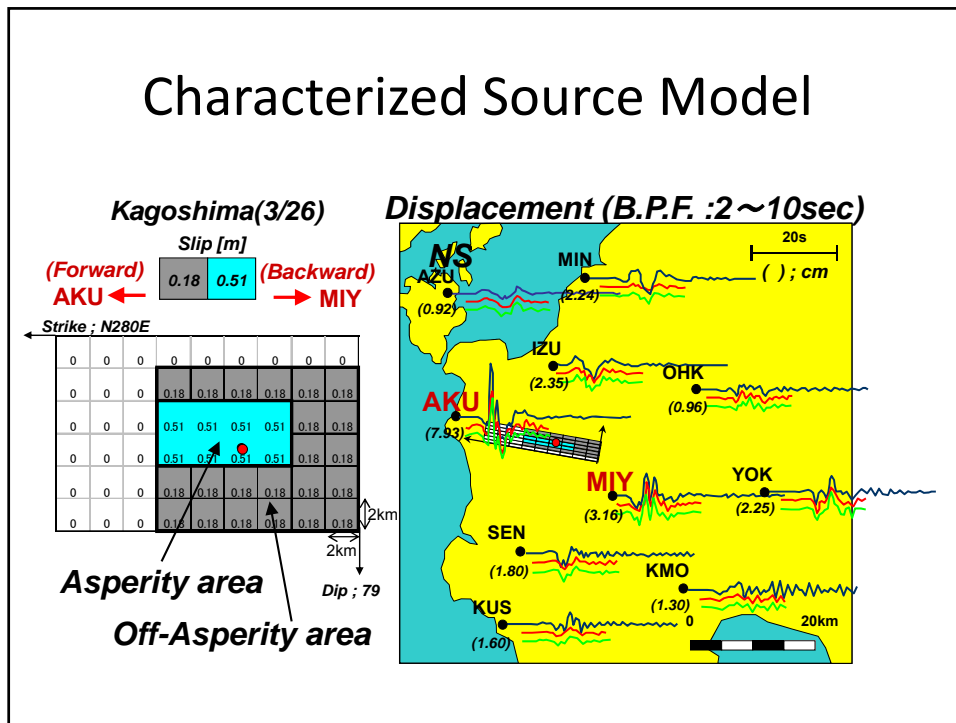 Characterized Source Model
Kagoshima(3/26)
Slip [m]
0.18 0.51
(Forward)
AKU
(Backward)
MIY
Strike ; N280E
0 0 0 0 0 0 0 0 0
0 0 0 0.18 0.18 0.18 0.18 0.18 0.18
0 0 0 0.51 0.51 0.51 0.51 0.18 0.18
0 0 0 0.51 0.51 0.51 0.51 0.18 0.18
0 0 0 0.18 0.18 0.18 0.18 0.18 0.18
0 0 0 0.18 0.18 0.18 0.18 0.18 0.18
2km
2km
Dip ; 79
Asperity area
Off-Asperity area
Displacement (B.P.F. :2～10sec)
NS
20s
( ) ; cm
AZU
(0.92)
MIN
(2.24)
IZU
(2.35)
OHK
(0.96)
AKU
(7.93)
MIY
(3.16)
YOK
(2.25)
SEN
(1.80)
KMO
(1.30)
KUS
(1.60)
0 20km